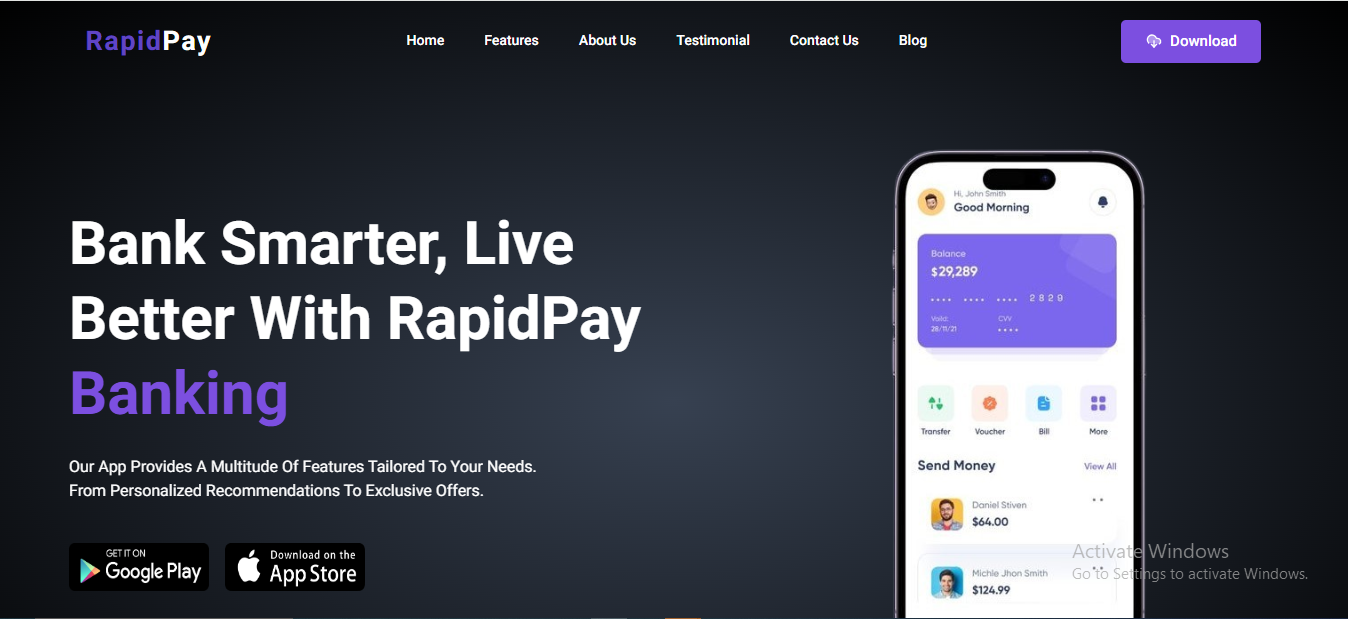 RapidPay
Home Features About Us Testimonial Contact Us Blog
Download
Bank Smarter, Live
Better With RapidPay
Banking
Our App Provides A Multitude Of Features Tailored To Your Needs.
From Personalized Recommendations To Exclusive Offers.
GET IT ON
Google Play
Download on the
App Store
Hi, John Smith
Good Morning
Balance
$29,289
2829
Valid: CVV
28/11/21
Transfer Voucher Bill More
Send Money View All
Daniel Stiven
$64.00
Michle Jhon Smith
$124.99
Activate Windows
Go to Settings to activate Windows.